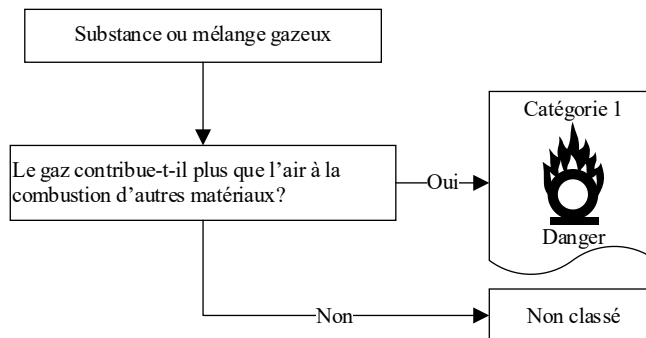 Substance ou mélange gazeux
Le gaz contribue-t-il plus que l’air à la
combustion d’autres matériaux?
Oui
Catégorie 1
Danger
Non
Non classé